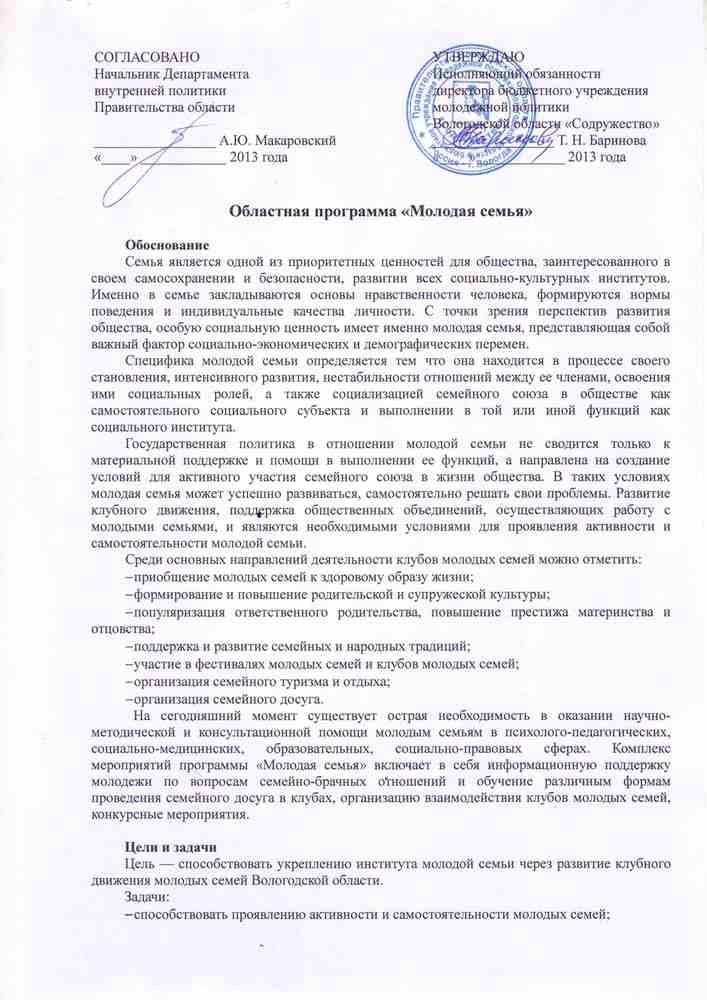 СОГЛАСОВАНО
Начальник Департамента
внутренней политики
Правительства области
________________ А.Ю. Макаровский
«____» ____________ 2013 года
УТВЕРЖДАЮ
Исполняющий обязанности
директора бюджетного учреждения
молодежной политики
Вологодской области «Содружество»
________________ Т. Н. Баринова
____________ 2013 года
Областная программа «Молодая семья»
Обоснование
Семья является одной из приоритетных ценностей для общества, заинтересованного в
своем самосохранении и безопасности, развитии всех социально-культурных институтов.
Именно в семье закладываются основы нравственности человека, формируются нормы
поведения и индивидуальные качества личности. С точки зрения перспектив развития
общества, особую социальную ценность имеет именно молодая семья, представляющая собой
важный фактор социально-экономических и демографических перемен.
Специфика молодой семьи определяется тем что она находится в процессе своего
становления, интенсивного развития, нестабильности отношений между ее членами, освоения
ими социальных ролей, а также социализацией семейного союза в обществе как
самостоятельного социального субъекта и выполнении в той или иной функций как
социального института.
Государственная политика в отношении молодой семьи не сводится только к
материальной поддержке и помощи в выполнении ее функций, а направлена на создание
условий для активного участия семейного союза в жизни общества. В таких условиях
молодая семья может успешно развиваться, самостоятельно решать свои проблемы. Развитие
клубного движения, поддержка общественных объединений, осуществляющих работу с
молодыми семьями, и являются необходимыми условиями для проявления активности и
самостоятельности молодой семьи.
Среди основных направлений деятельности клубов молодых семей можно отметить:
–приобщение молодых семей к здоровому образу жизни;
–формирование и повышение родительской и супружеской культуры;
–популяризация ответственного родительства, повышение престижа материнства и
отцовства;
–поддержка и развитие семейных и народных традиций;
–участие в фестивалях молодых семей и клубов молодых семей;
–организация семейного туризма и отдыха;
–организация семейного досуга.
На сегодняшний момент существует острая необходимость в оказании научно-
методической и консультационной помощи молодым семьям в психолого-педагогических,
социально-медицинских, образовательных, социально-правовых сферах. Комплекс
мероприятий программы «Молодая семья» включает в себя информационную поддержку
молодежи по вопросам семейно-брачных отношений и обучение различным формам
проведения семейного досуга в клубах, организацию взаимодействия клубов молодых семей,
конкурсные мероприятия.
Цели и задачи
Цель — способствовать укреплению института молодой семьи через развитие клубного
движения молодых семей Вологодской области.
Задачи:
–способствовать проявлению активности и самостоятельности молодых семей;